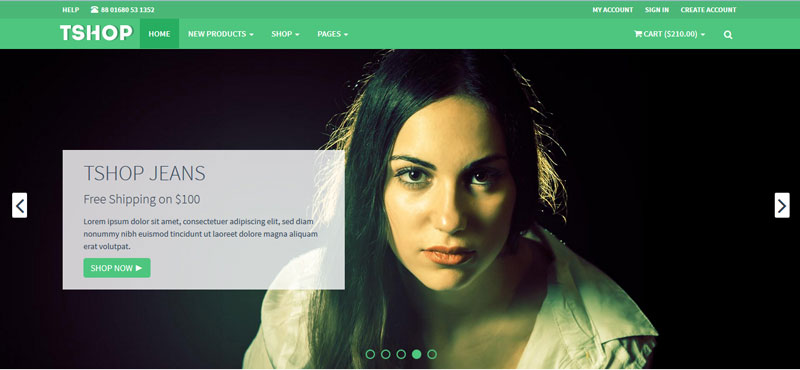 HELP
88 01680 53 1352
MY ACCOUNT
SIGN IN
CREATE ACCOUNT
TSHOP
HOME
NEW PRODUCTS
SHOP
PAGES
CART ($210.00)
TSHOP JEANS
Free Shipping on $100
Lorem ipsum dolor sit amet, consectetuer adipiscing elit, sed diam
nonummy nibh euismod tincidunt ut laoreet dolore magna aliquam
erat volutpat.
SHOP NOW